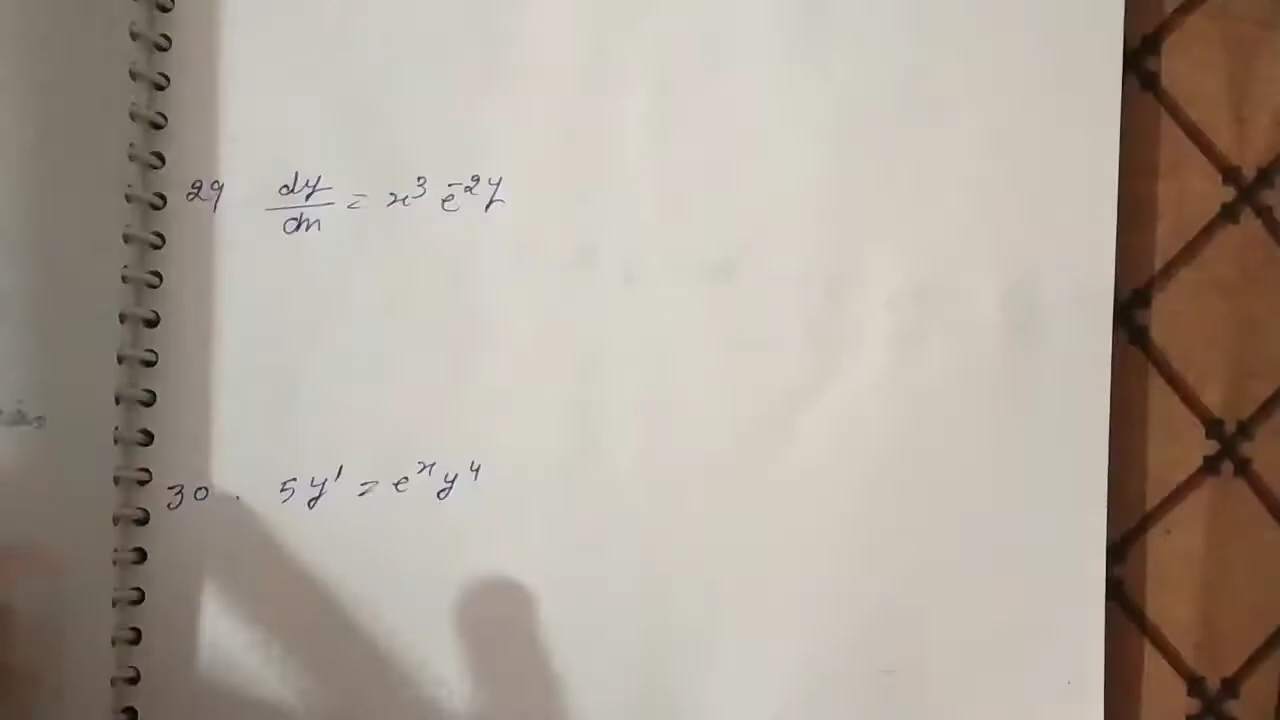 29 dy/dx = x³ e⁻²ʸ
30. 5y' = eˣ y⁴